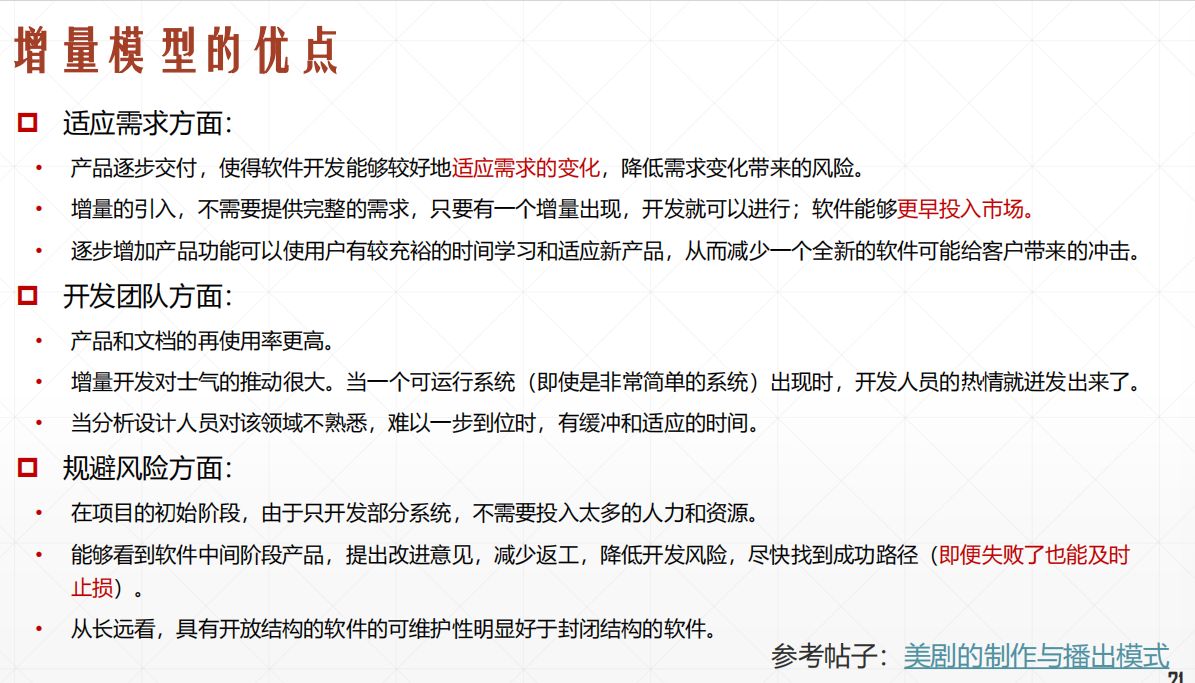 增量模型的优点
适应需求方面：
• 产品逐步交付，使得软件开发能够较好地适应需求的变化，降低需求变化带来的风险。
• 增量的引入，不需要提供完整的需求，只要有一个增量出现，开发就可以进行；软件能够更早投入市场。
• 逐步增加产品功能可以使用户有较充裕的时间学习和适应新产品，从而减少一个全新的软件可能给客户带来的冲击。
开发团队方面：
• 产品和文档的再使用率更高。
• 增量开发对士气的推动很大。当一个可运行系统（即使是非常简单的系统）出现时，开发人员的热情就迸发出来了。
• 当分析设计人员对该领域不熟悉，难以一步到位时，有缓冲和适应的时间。
规避风险方面：
• 在项目的初始阶段，由于只开发部分系统，不需要投入太多的人力和资源。
• 能够看到软件中间阶段产品，提出改进意见，减少返工，降低开发风险，尽快找到成功路径（即便失败了也能及时
止损）。
• 从长远看，具有开放结构的软件的可维护性明显好于封闭结构的软件。
参考帖子：美剧的制作与播出模式
21